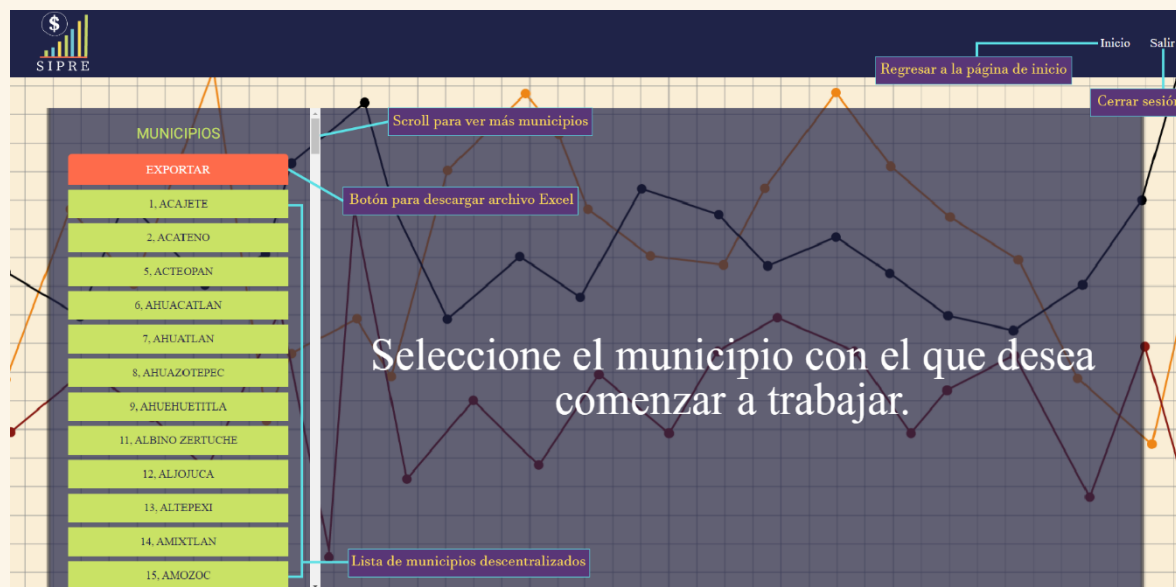 $
SIPRE
Inicio
Salir
Regresar a la página de inicio
Cerrar sesión
MUNICIPIOS
Scroll para ver más municipios
EXPORTAR
Botón para descargar archivo Excel
1, ACAJETE
2, ACATENO
5, ACTEOPAN
6, AHUACATLAN
7, AHUATLAN
8, AHUAZOTEPEC
9, AHUEHUETITLA
11, ALBINO ZERTUCHE
12, ALJOJUCA
13, ALTEPEXI
14, AMIXTLAN
15, AMOZOC
Lista de municipios descentralizados
Seleccione el municipio con el que desea
comenzar a trabajar.